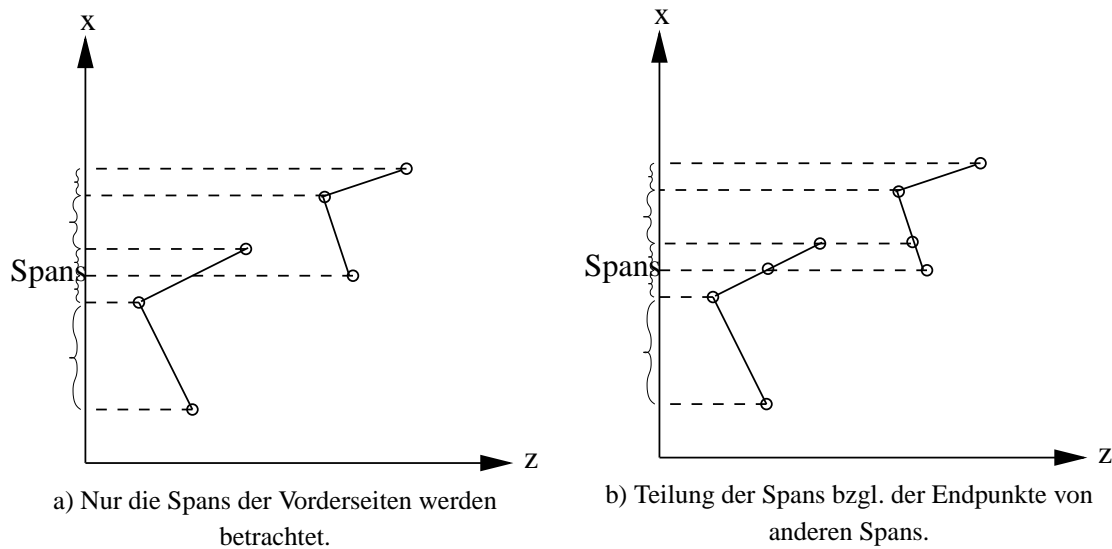 x
Spans
z
a) Nur die Spans der Vorderseiten werden
betrachtet.
x
Spans
z
b) Teilung der Spans bzgl. der Endpunkte von
anderen Spans.